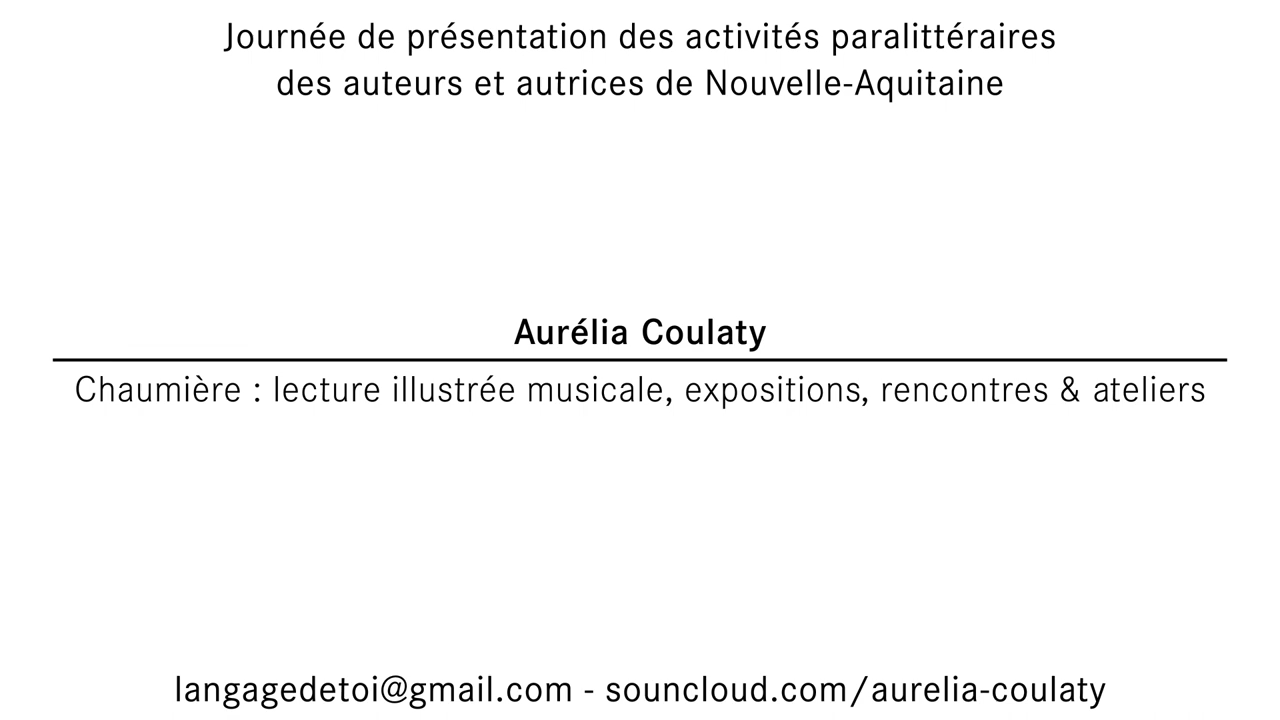 Journée de présentation des activités paralittéraires
des auteurs et autrices de Nouvelle-Aquitaine
Aurélia Coulaty
Chaumière : lecture illustrée musicale, expositions, rencontres & ateliers
langagedetoi@gmail.com - souncloud.com/aurelia-coulaty